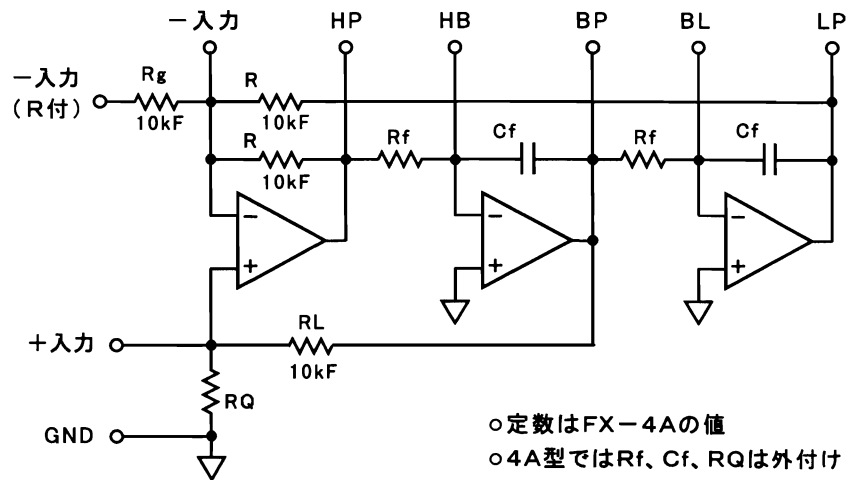 －入力 HP HB BP BL LP
－入力
（R付）
Rg
10kF
R
10kF
R
10kF
Rf
Cf
Rf
Cf
－
＋
－
＋
－
＋
＋入力
RL
10kF
RQ
GND
○定数はFX－4Aの値
○4A型ではRf、Cf、RQは外付け